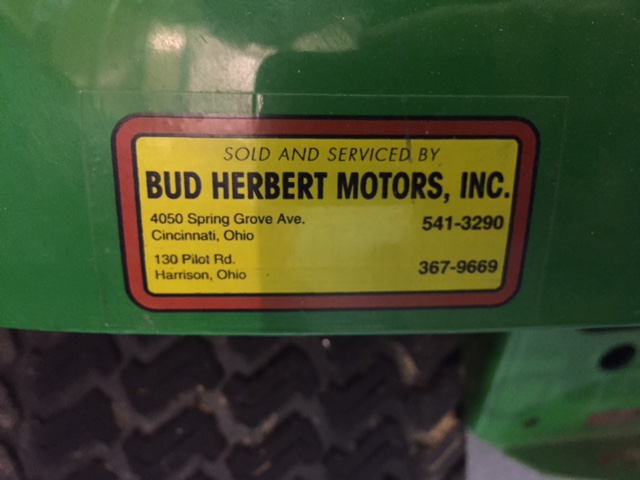 SOLD AND SERVICED BY
BUD HERBERT MOTORS, INC.
4050 Spring Grove Ave. 541-3290
Cincinnati, Ohio
130 Pilot Rd. 367-9669
Harrison, Ohio